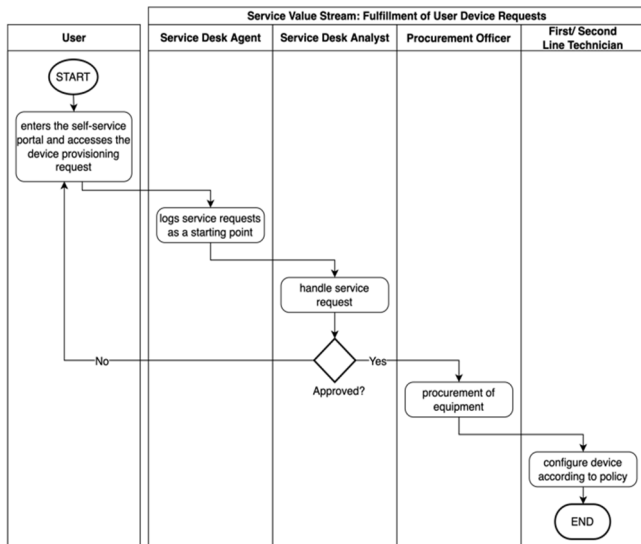 Service Value Stream: Fulfillment of User Device Requests
User
Service Desk Agent
Service Desk Analyst
Procurement Officer
First/ Second
Line Technician
START
enters the self-service
portal and accesses the
device provisioning
request
logs service requests
as a starting point
handle service
request
No
Yes
Approved?
procurement of
equipment
configure device
according to policy
END